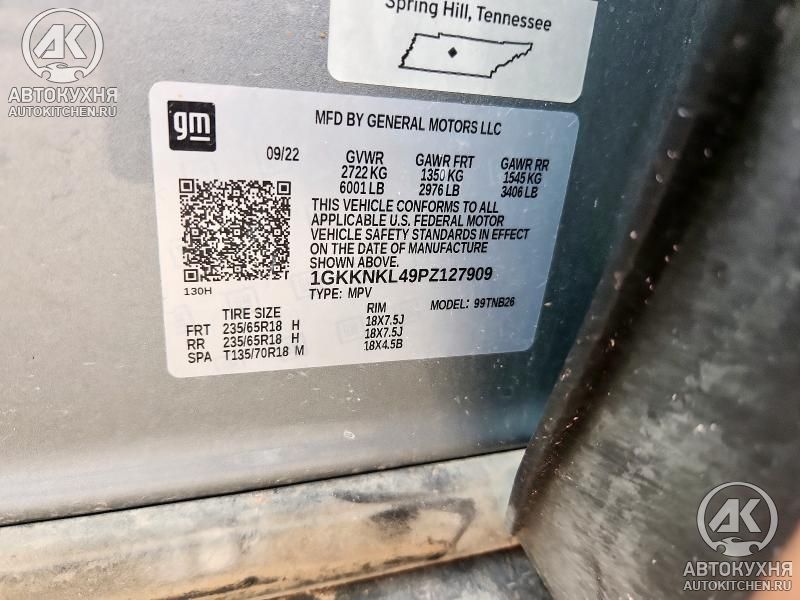 Spring Hill, Tennessee
АК
АВТОКУХНЯ
AUTOKITCHEN.RU
gm
MFD BY GENERAL MOTORS LLC
09/22 GVWR GAWR FRT GAWR RR
2722 KG 1350 KG 1545 KG
6001 LB 2976 LB 3406 LB
THIS VEHICLE CONFORMS TO ALL
APPLICABLE U.S. FEDERAL MOTOR
VEHICLE SAFETY STANDARDS IN EFFECT
ON THE DATE OF MANUFACTURE
SHOWN ABOVE.
1GKKNKL49PZ127909
TYPE: MPV MODEL: 99TNB26
T
130H
TIRE SIZE RIM
FRT 235/65R18 H 18X7.5J
RR 235/65R18 H 18X7.5J
SPA T135/70R18 M 18X4.5B
АК
АВТОКУХНЯ
AUTOKITCHEN.RU